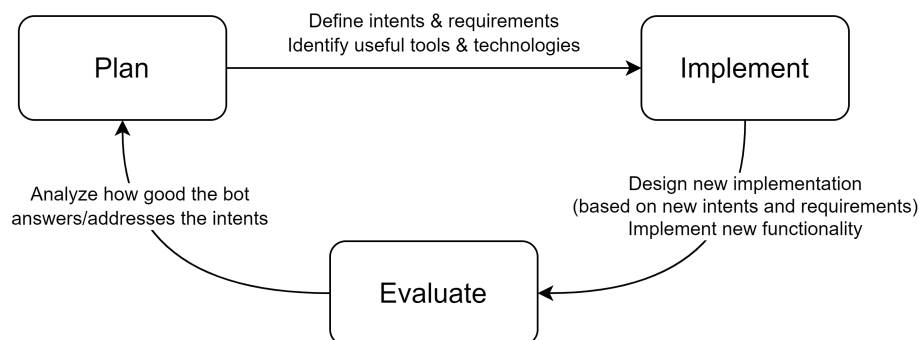 Plan
Define intents & requirements
Identify useful tools & technologies
Implement
Design new implementation
(based on new intents and requirements)
Implement new functionality
Evaluate
Analyze how good the bot
answers/addresses the intents